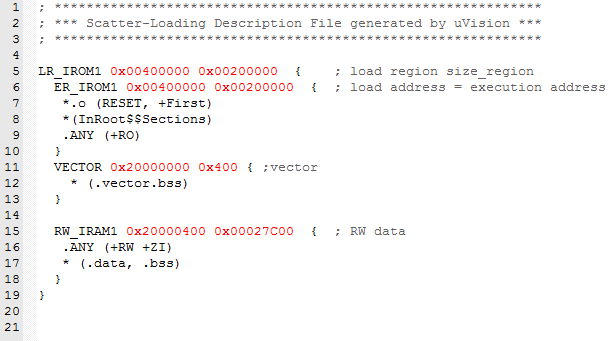 1 ; *************************************************************
2 ; *** Scatter-Loading Description File generated by uVision ***
3 ; *************************************************************
4
5 LR_IROM1 0x00400000 0x00200000  {    ; load region size_region
6   ER_IROM1 0x00400000 0x00200000  {  ; load address = execution address
7    *.o (RESET, +First)
8    *(InRoot$$Sections)
9    .ANY (+RO)
10   }
11   VECTOR 0x20000000 0x400 { ;vector
12     * (.vector.bss)
13   }
14
15   RW_IRAM1 0x20000400 0x00027C00  {  ; RW data
16    .ANY (+RW +ZI)
17    * (.data, .bss)
18   }
19 }
20
21